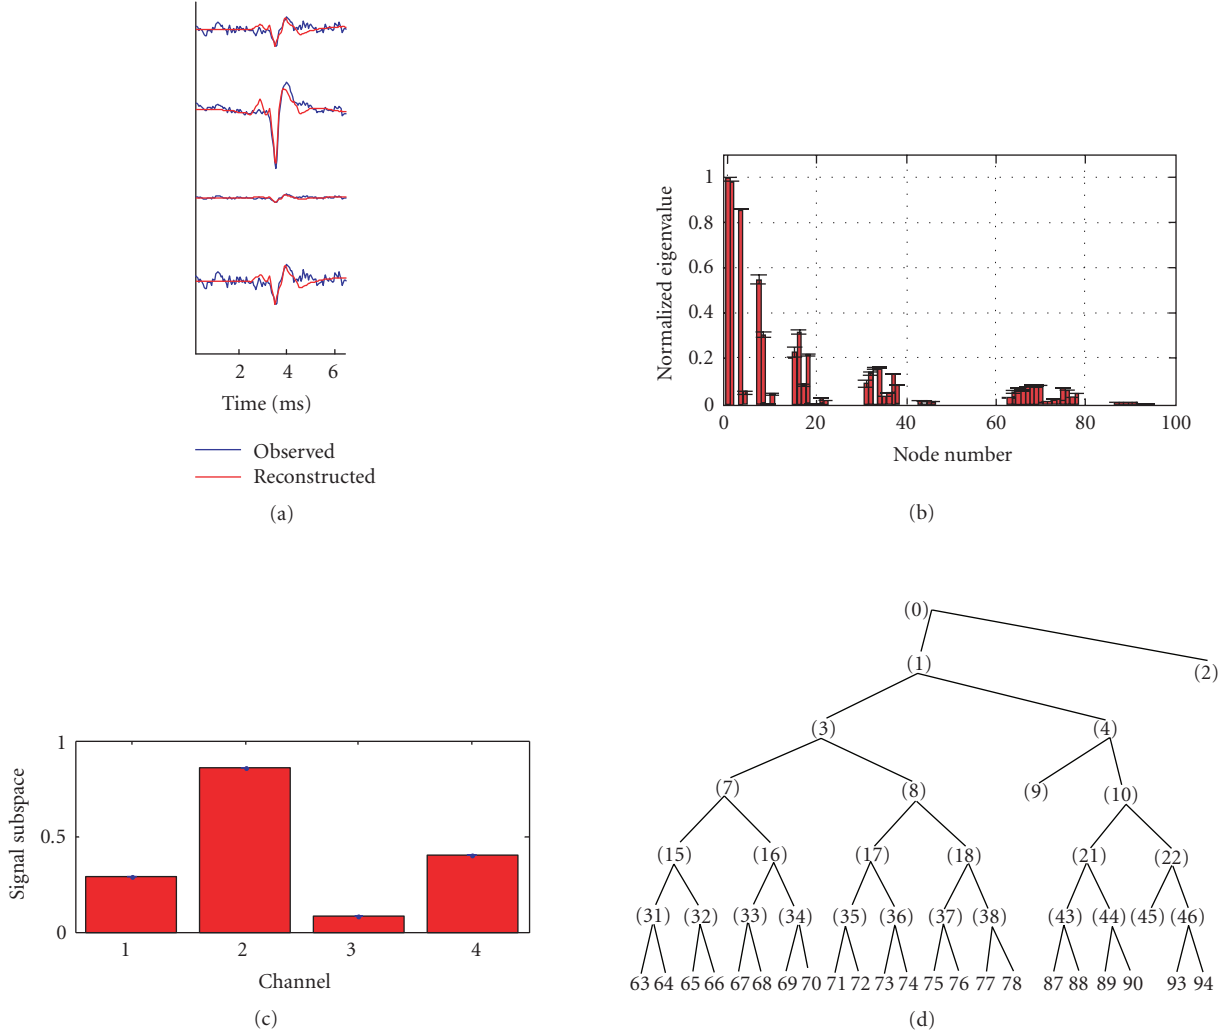 2 4 6
Time (ms)
Observed
Reconstructed
(a)
Normalized eigenvalue
1
0.8
0.6
0.4
0.2
0
0 20 40 60 80 100
Node number
(b)
Signal subspace
1
0.5
0
1 2 3 4
Channel
(c)
(0)
(1) (2)
(3) (4)
(7) (8) (9) (10)
(15) (16) (17) (18) (21) (22)
(31) (32) (33) (34) (35) (36) (37) (38) (43) (44) (45) (46)
63 64 65 66 67 68 69 70 71 72 73 74 75 76 77 78 87 88 89 90 93 94
(d)